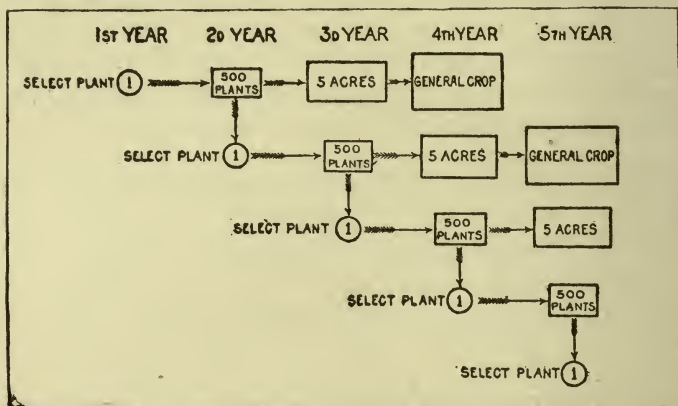 1ST YEAR 2D YEAR 3D YEAR 4TH YEAR 5TH YEAR
SELECT PLANT 1 500 PLANTS 5 ACRES GENERAL CROP
SELECT PLANT 1 500 PLANTS 5 ACRES GENERAL CROP
SELECT PLANT 1 500 PLANTS 5 ACRES
SELECT PLANT 1 500 PLANTS
SELECT PLANT 1